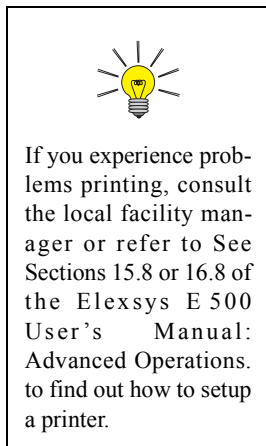 If you experience prob-
lems printing, consult
the local facility man-
ager or refer to See
Sections 15.8 or 16.8 of
the Elexsys E 500
User's Manual:
Advanced Operations.
to find out how to setup
a printer.